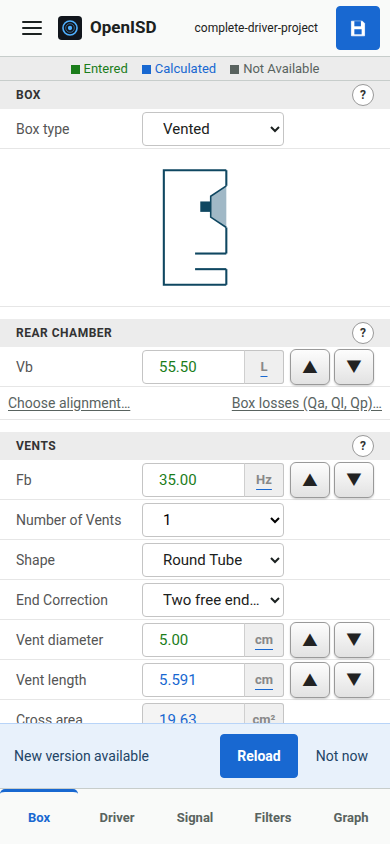 OpenISD
complete-driver-project
Entered Calculated Not Available
BOX ?
Box type Vented
REAR CHAMBER ?
Vb 55.50 L ▲ ▼
Choose alignment... Box losses (Qa, Ql, Qp)...
VENTS ?
Fb 35.00 Hz ▲ ▼
Number of Vents 1
Shape Round Tube
End Correction Two free end...
Vent diameter 5.00 cm ▲ ▼
Vent length 5.591 cm ▲ ▼
Cross area 19.63 cm²
New version available Reload Not now
Box Driver Signal Filters Graph